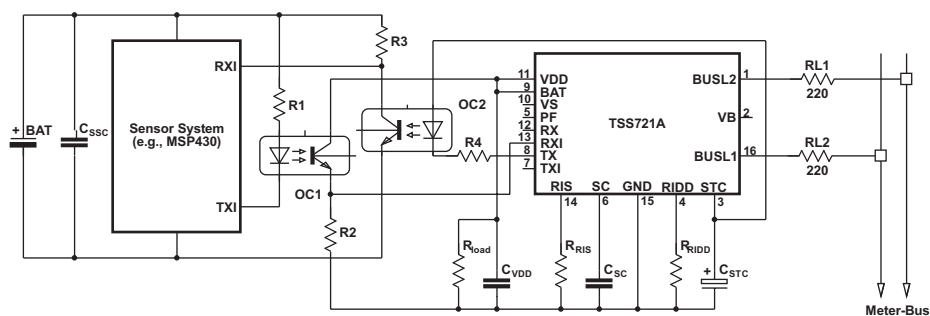 BAT
+
C_SSC
Sensor System
(e.g., MSP430)
RXI
TXI
R1
R3
OC1
OC2
R2
R4
R_load
C_VDD
TSS721A
11 VDD
9 BAT
10 VS
5 PF
12 RX
13 RXI
8 TX
7 TXI
BUSL2 1
VB 2
BUSL1 16
RIS SC GND RIDD STC
14 6 15 4 3
R_RIS
C_SC
R_RIDD
+
C_STC
RL1
220
RL2
220
Meter-Bus